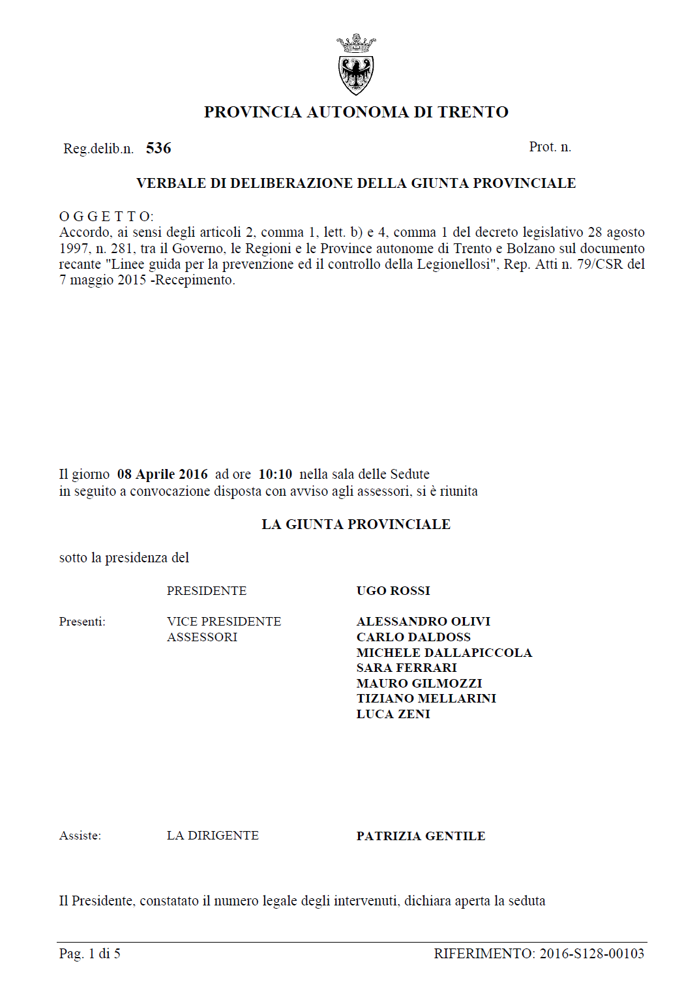 PROVINCIA AUTONOMA DI TRENTO
Reg.delib.n. 536 Prot. n.
VERBALE DI DELIBERAZIONE DELLA GIUNTA PROVINCIALE
O G G E T T O:
Accordo, ai sensi degli articoli 2, comma 1, lett. b) e 4, comma 1 del decreto legislativo 28 agosto
1997, n. 281, tra il Governo, le Regioni e le Province autonome di Trento e Bolzano sul documento
recante "Linee guida per la prevenzione ed il controllo della Legionellosi", Rep. Atti n. 79/CSR del
7 maggio 2015 -Recepimento.
Il giorno 08 Aprile 2016 ad ore 10:10 nella sala delle Sedute
in seguito a convocazione disposta con avviso agli assessori, si è riunita
LA GIUNTA PROVINCIALE
sotto la presidenza del
PRESIDENTE UGO ROSSI
Presenti: VICE PRESIDENTE ALESSANDRO OLIVI
ASSESSORI CARLO DALDOSS
MICHELE DALLAPICCOLA
SARA FERRARI
MAURO GILMOZZI
TIZIANO MELLARINI
LUCA ZENI
Assiste: LA DIRIGENTE PATRIZIA GENTILE
Il Presidente, constatato il numero legale degli intervenuti, dichiara aperta la seduta
Pag. 1 di 5 RIFERIMENTO: 2016-S128-00103